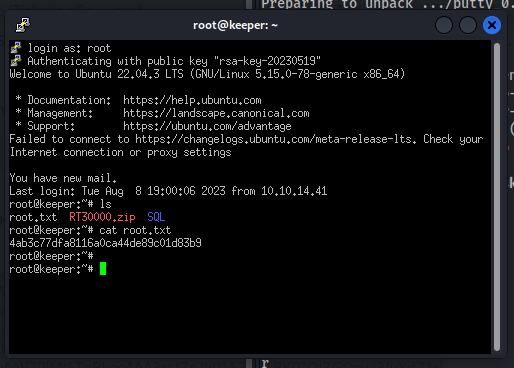 Preparing to unpack .../putty 0.
root@keeper: ~
login as: root
Authenticating with public key "rsa-key-20230519"
Welcome to Ubuntu 22.04.3 LTS (GNU/Linux 5.15.0-78-generic x86_64)
* Documentation:  https://help.ubuntu.com
* Management:     https://landscape.canonical.com
* Support:        https://ubuntu.com/advantage
Failed to connect to https://changelogs.ubuntu.com/meta-release-lts. Check your
Internet connection or proxy settings
You have new mail.
Last login: Tue Aug  8 19:00:06 2023 from 10.10.14.41
root@keeper:~# ls
root.txt  RT30000.zip  SQL
root@keeper:~# cat root.txt
4ab3c77dfa8116a0ca44de89c01d83b9
root@keeper:~#
root@keeper:~#
r